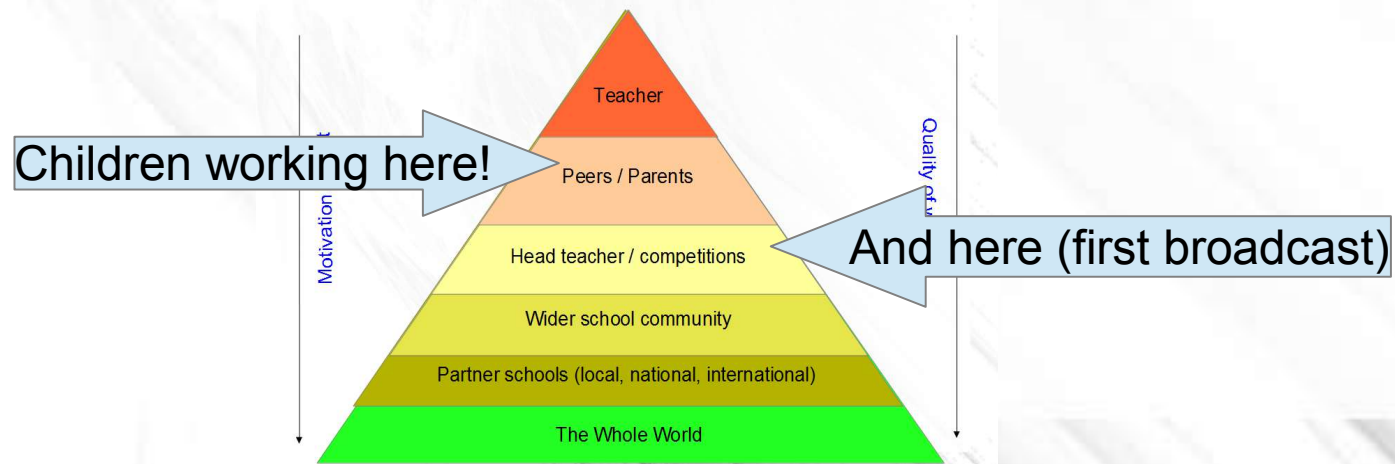 Teacher
Children working here!
Peers / Parents
Motivation
Quality of
And here (first broadcast)
Head teacher / competitions
Wider school community
Partner schools (local, national, international)
The Whole World